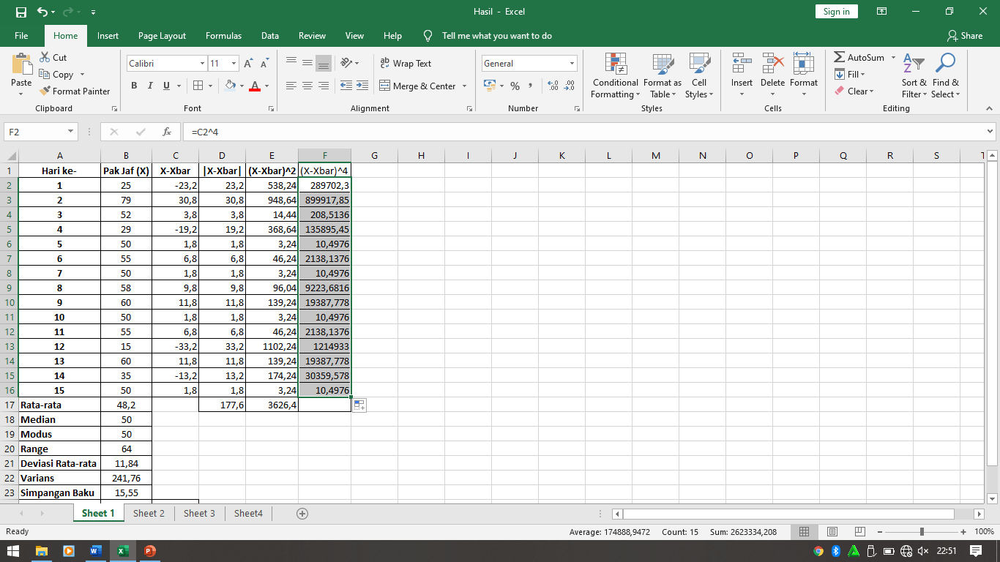 Hasil - Excel
Sign in
File Home Insert Page Layout Formulas Data Review View Help Tell me what you want to do Share
Paste
Cut
Copy
Format Painter
Clipboard
Calibri 11
B I U
Font
Wrap Text
Merge & Center
Alignment
General
Number
Conditional Formatting
Format as Table
Cell Styles
Styles
Insert Delete Format
Cells
AutoSum
Fill
Clear
Sort & Filter
Find & Select
Editing
F2 =C2^4
A B C D E F G H I J K L M N O P Q R S T
1 Hari ke- Pak Jaf (X) X-Xbar |X-Xbar| (X-Xbar)^2 (X-Xbar)^4
2 1 25 -23,2 23,2 538,24 289702,3
3 2 79 30,8 30,8 948,64 899917,85
4 3 52 3,8 3,8 14,44 208,5136
5 4 29 -19,2 19,2 368,64 135895,45
6 5 50 1,8 1,8 3,24 10,4976
7 6 55 6,8 6,8 46,24 2138,1376
8 7 50 1,8 1,8 3,24 10,4976
9 8 58 9,8 9,8 96,04 9223,6816
10 9 60 11,8 11,8 139,24 19387,778
11 10 50 1,8 1,8 3,24 10,4976
12 11 55 6,8 6,8 46,24 2138,1376
13 12 15 -33,2 33,2 1102,24 1214933
14 13 60 11,8 11,8 139,24 19387,778
15 14 35 -13,2 13,2 174,24 30359,578
16 15 50 1,8 1,8 3,24 10,4976
17 Rata-rata 48,2 177,6 3626,4
18 Median 50
19 Modus 50
20 Range 64
21 Deviasi Rata-rata 11,84
22 Varians 241,76
23 Simpangan Baku 15,55
Sheet 1 Sheet 2 Sheet 3 Sheet4
Ready Average: 174888,9472 Count: 15 Sum: 2623334,208 100%
22:51